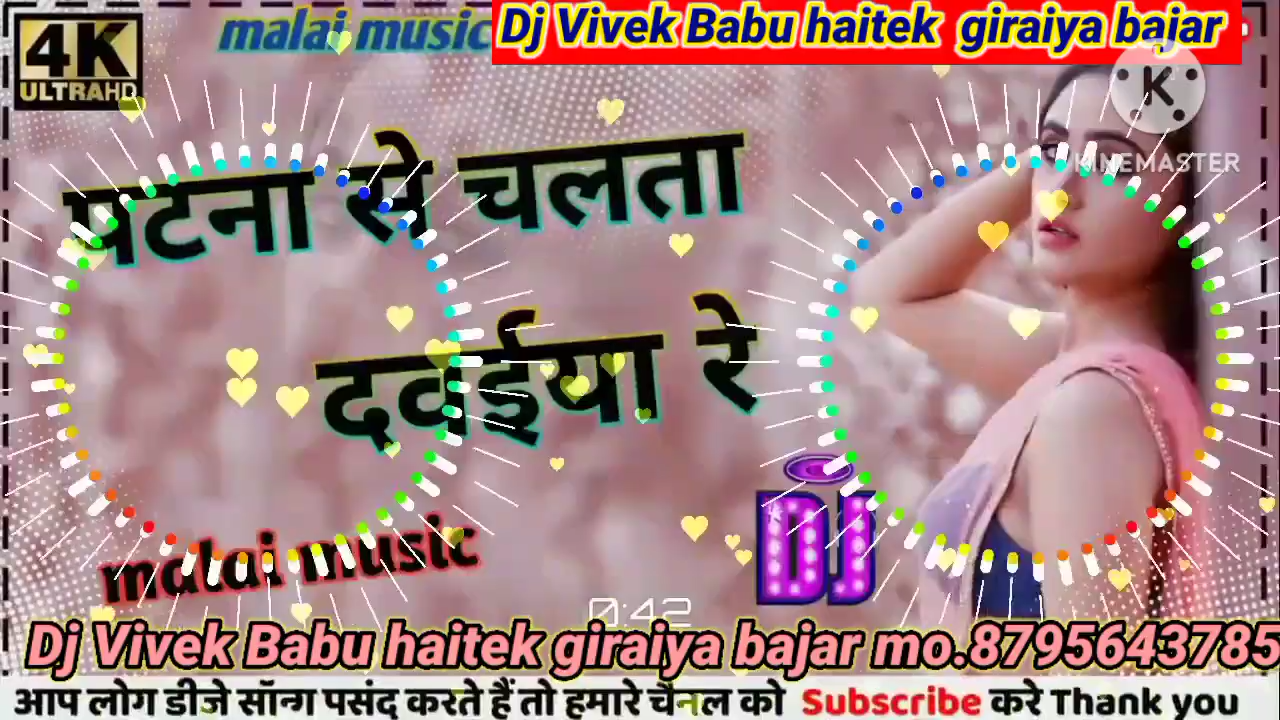 4K
ULTRAHD
malai music
Dj Vivek Babu haitek giraiya bajar
K
KINEMASTER
पटना से चलता
दवईया रे
malai music
DJ
0:42
Dj Vivek Babu haitek giraiya bajar mo.8795643785
आप लोग डीजे सॉन्ग पसंद करते हैं तो हमारे चैनल को Subscribe करे Thank you